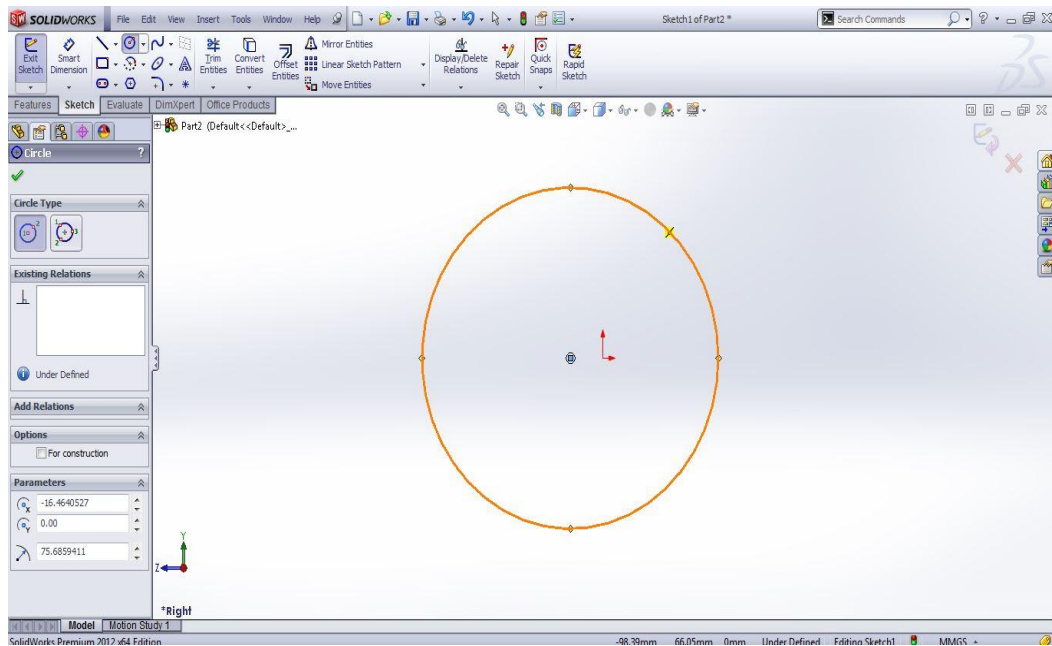 SW SOLIDWORKS File Edit View Insert Tools Window Help Sketch1 of Part2 * Search Commands ?
Exit Sketch Smart Dimension Trim Entities Convert Entities Offset Entities Mirror Entities Linear Sketch Pattern Move Entities Display/Delete Relations Repair Sketch Quick Snaps Rapid Sketch
Features Sketch Evaluate DimXpert Office Products
Part2 (Default<<Default>_...
Circle ?
Circle Type
Existing Relations
Under Defined
Add Relations
Options
For construction
Parameters
-16.4640527
0.00
75.6859411
Y
Z
*Right
Model Motion Study 1
SolidWorks Premium 2012 x64 Edition -98.39mm 66.05mm 0mm Under Defined Editing Sketch1 MMGS